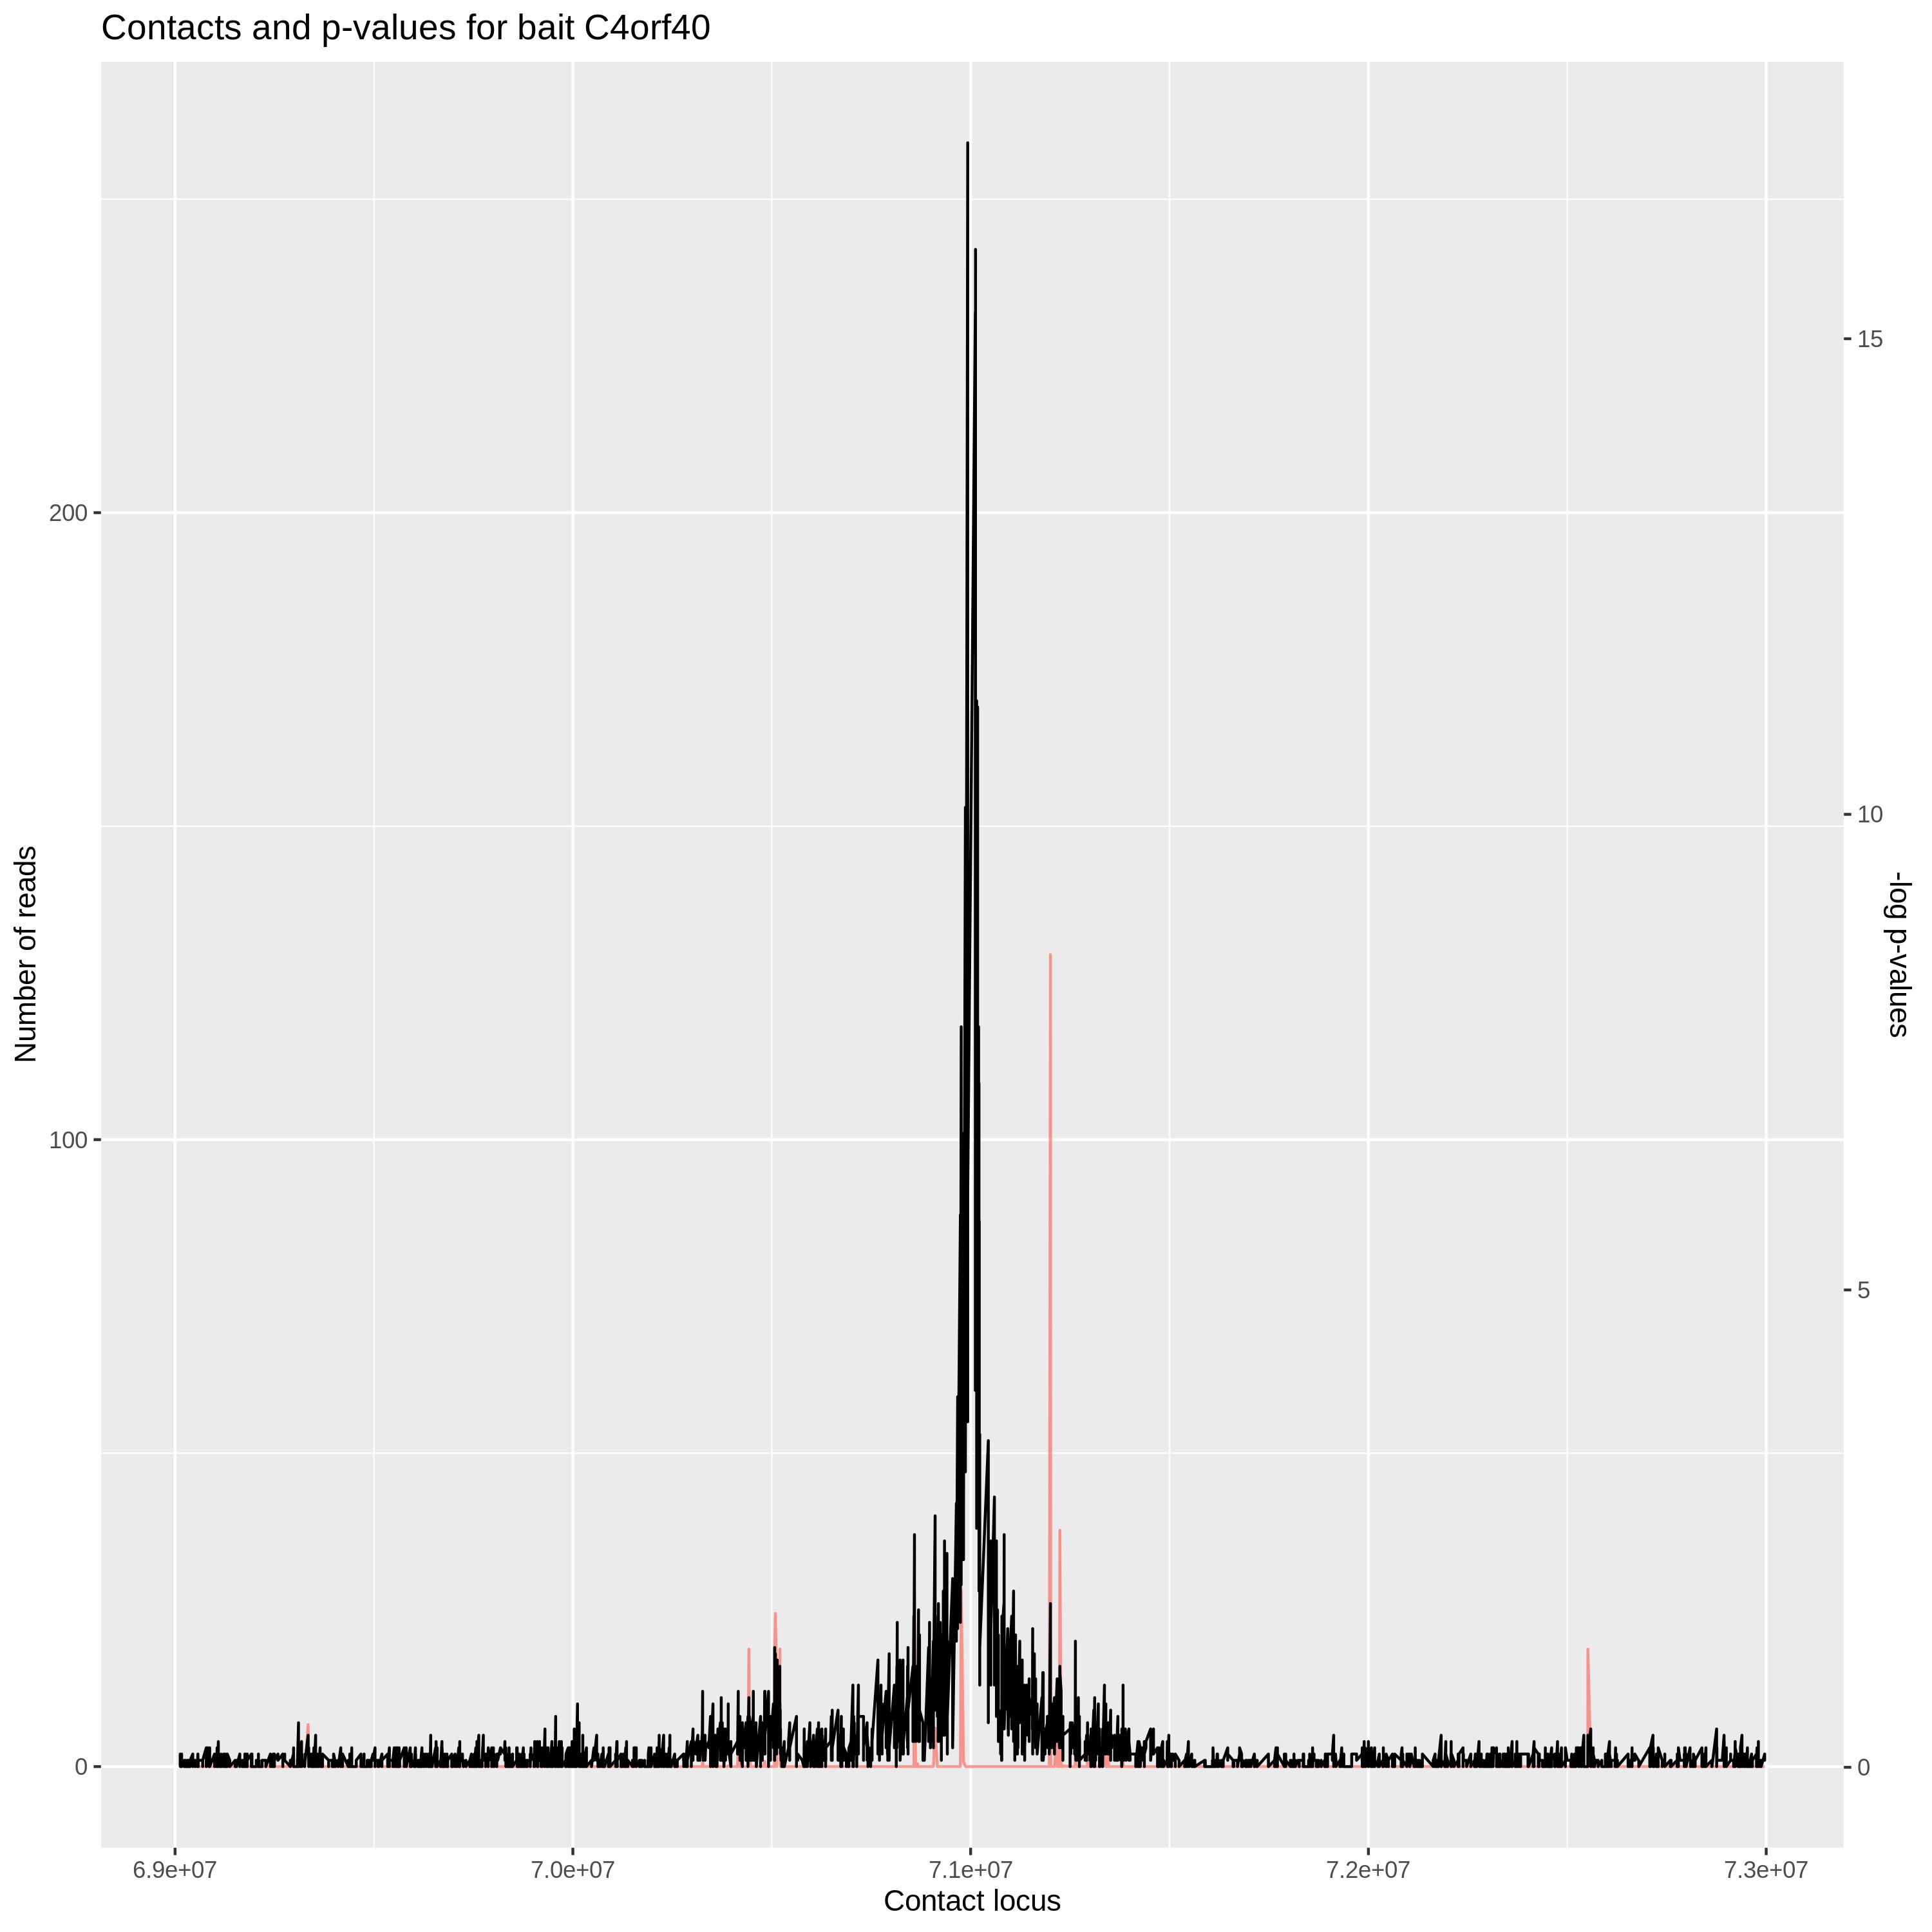 Contacts and p-values for bait C4orf40
Number of reads
200
100
0
15
10
5
0
-log p-values
6.9e+07 7.0e+07 7.1e+07 7.2e+07 7.3e+07
Contact locus